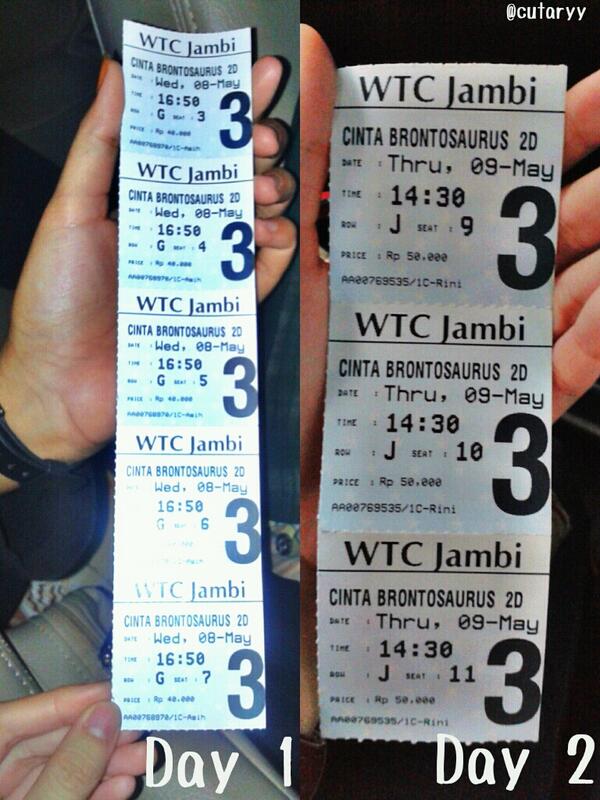 @cutaryy
WTC Jambi
CINTA BRONTOSAURUS 2D
DATE : Wed, 08-May
TIME : 16:50
ROW : G SEAT : 3
PRICE : Rp 40.000
3
WTC Jambi
CINTA BRONTOSAURUS 2D
DATE : Wed, 08-May
TIME : 16:50
ROW : G SEAT : 4
PRICE : Rp 40.000
3
WTC Jambi
CINTA BRONTOSAURUS 2D
DATE : Wed, 08-May
TIME : 16:50
ROW : G SEAT : 5
PRICE : Rp 40.000
3
WTC Jambi
CINTA BRONTOSAURUS 2D
Wed, 08-May
16:50
G 6
3
WTC Jambi
CINTA BRONTOSAURUS 2D
DATE : Wed, 08-May
TIME : 16:50
ROW : G SEAT : 7
PRICE : Rp 40.000
3
Day 1
WTC Jambi
CINTA BRONTOSAURUS 2D
DATE : Thru, 09-May
TIME : 14:30
ROW : J SEAT : 9
PRICE : Rp 50.000
AA00769535/1C-Rini
3
WTC Jambi
CINTA BRONTOSAURUS 2D
DATE : Thru, 09-May
TIME : 14:30
ROW : J SEAT : 10
PRICE : Rp 50.000
AA00769535/1C-Rini
3
WTC Jambi
CINTA BRONTOSAURUS 2D
DATE : Thru, 09-May
TIME : 14:30
ROW : J SEAT : 11
PRICE : Rp 50.000
AA00769535/1C-Rini
3
Day 2